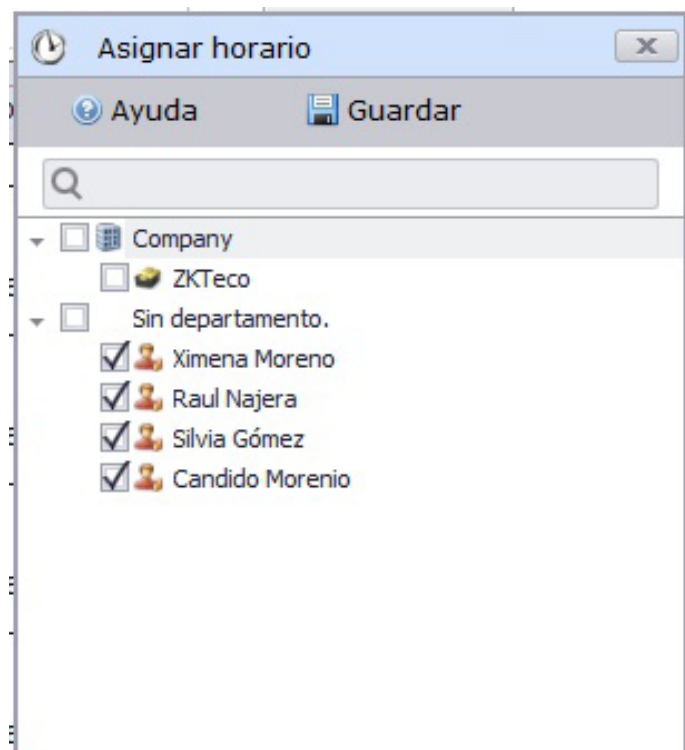 Asignar horario
Ayuda Guardar
Company
ZKTeco
Sin departamento.
Ximena Moreno
Raul Najera
Silvia Gómez
Candido Morenio